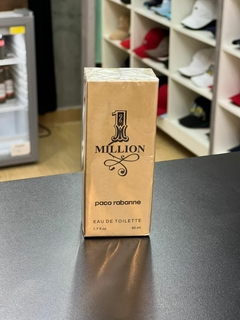 1
MILLION
paco rabanne
EAU DE TOILETTE